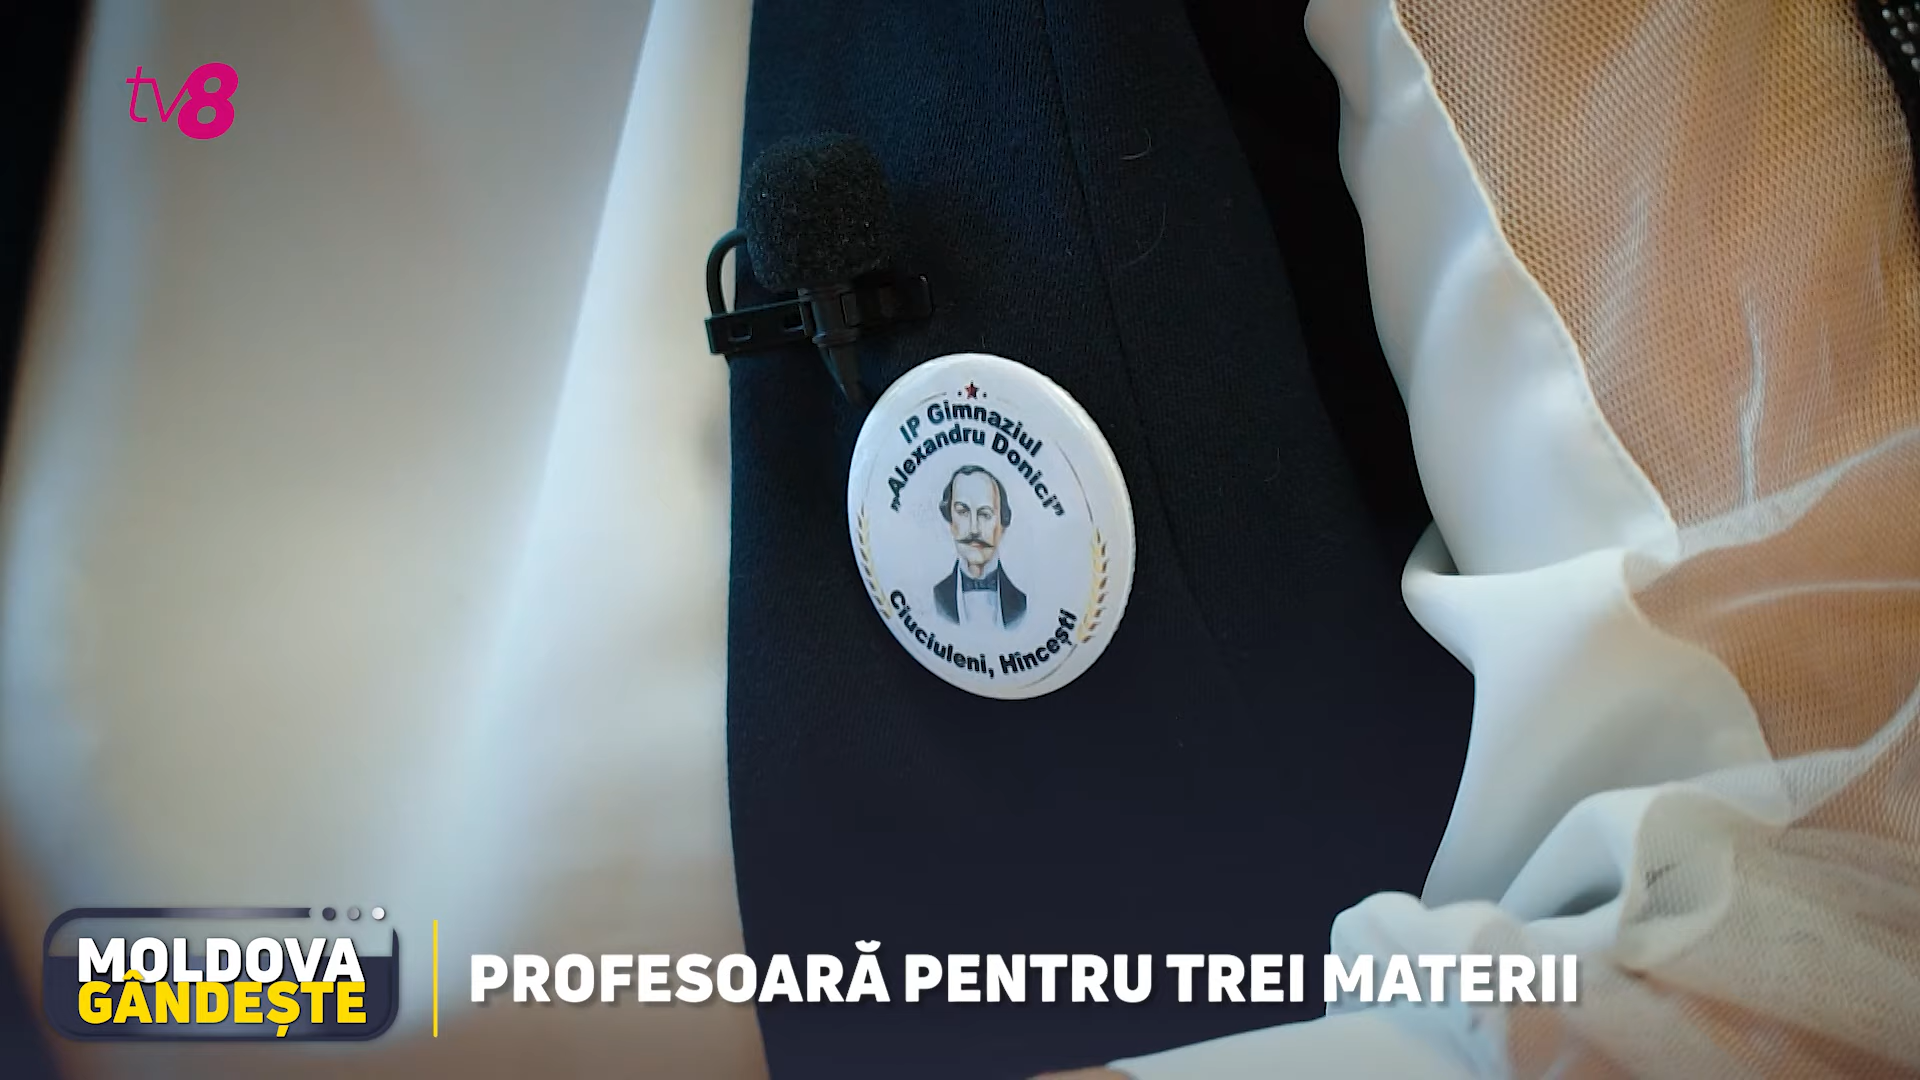 tv8
IP Gimnaziul
„Alexandru Donici”
Ciuciuleni, Hîncești
MOLDOVA
GÂNDEȘTE
PROFESOARĂ PENTRU TREI MATERII